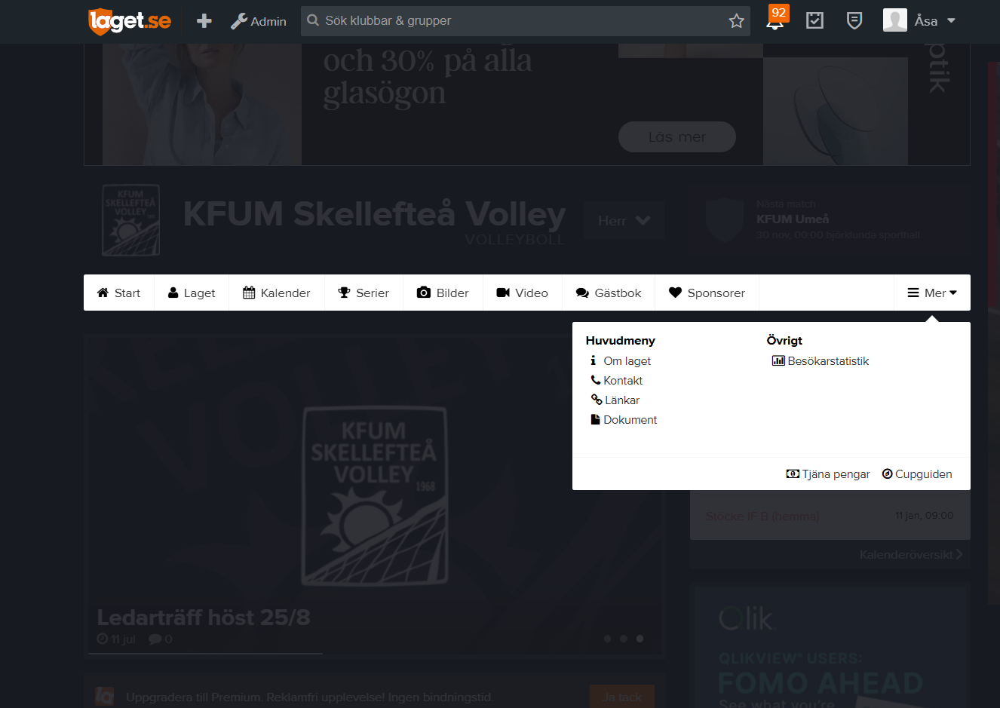 laget.se
Admin
Sök klubbar & grupper
92
Åsa
och 30% på alla
glasögon
Läs mer
ptik
KFUM
SKELLEFTEÅ
VOLLEY
KFUM Skellefteå Volley
VOLLEYBOLL
Herr
Nästa match
KFUM Umeå
30 nov, 00:00 björklunda sporthall
Start
Laget
Kalender
Serier
Bilder
Video
Gästbok
Sponsorer
Mer
Huvudmeny
Om laget
Kontakt
Länkar
Dokument
Övrigt
Besökarstatistik
Tjäna pengar
Cupguiden
KFUM
SKELLEFTEÅ
VOLLEY
1968
Ledarträff höst 25/8
11 jul
0
Stöcke IF B (hemma)
11 jan, 09:00
Kalenderöversikt
Qlik
QLIKVIEW® USERS:
FOMO AHEAD
See what you're
Uppgradera till Premium. Reklamfri upplevelse! Ingen bindningstid.
Ja tack